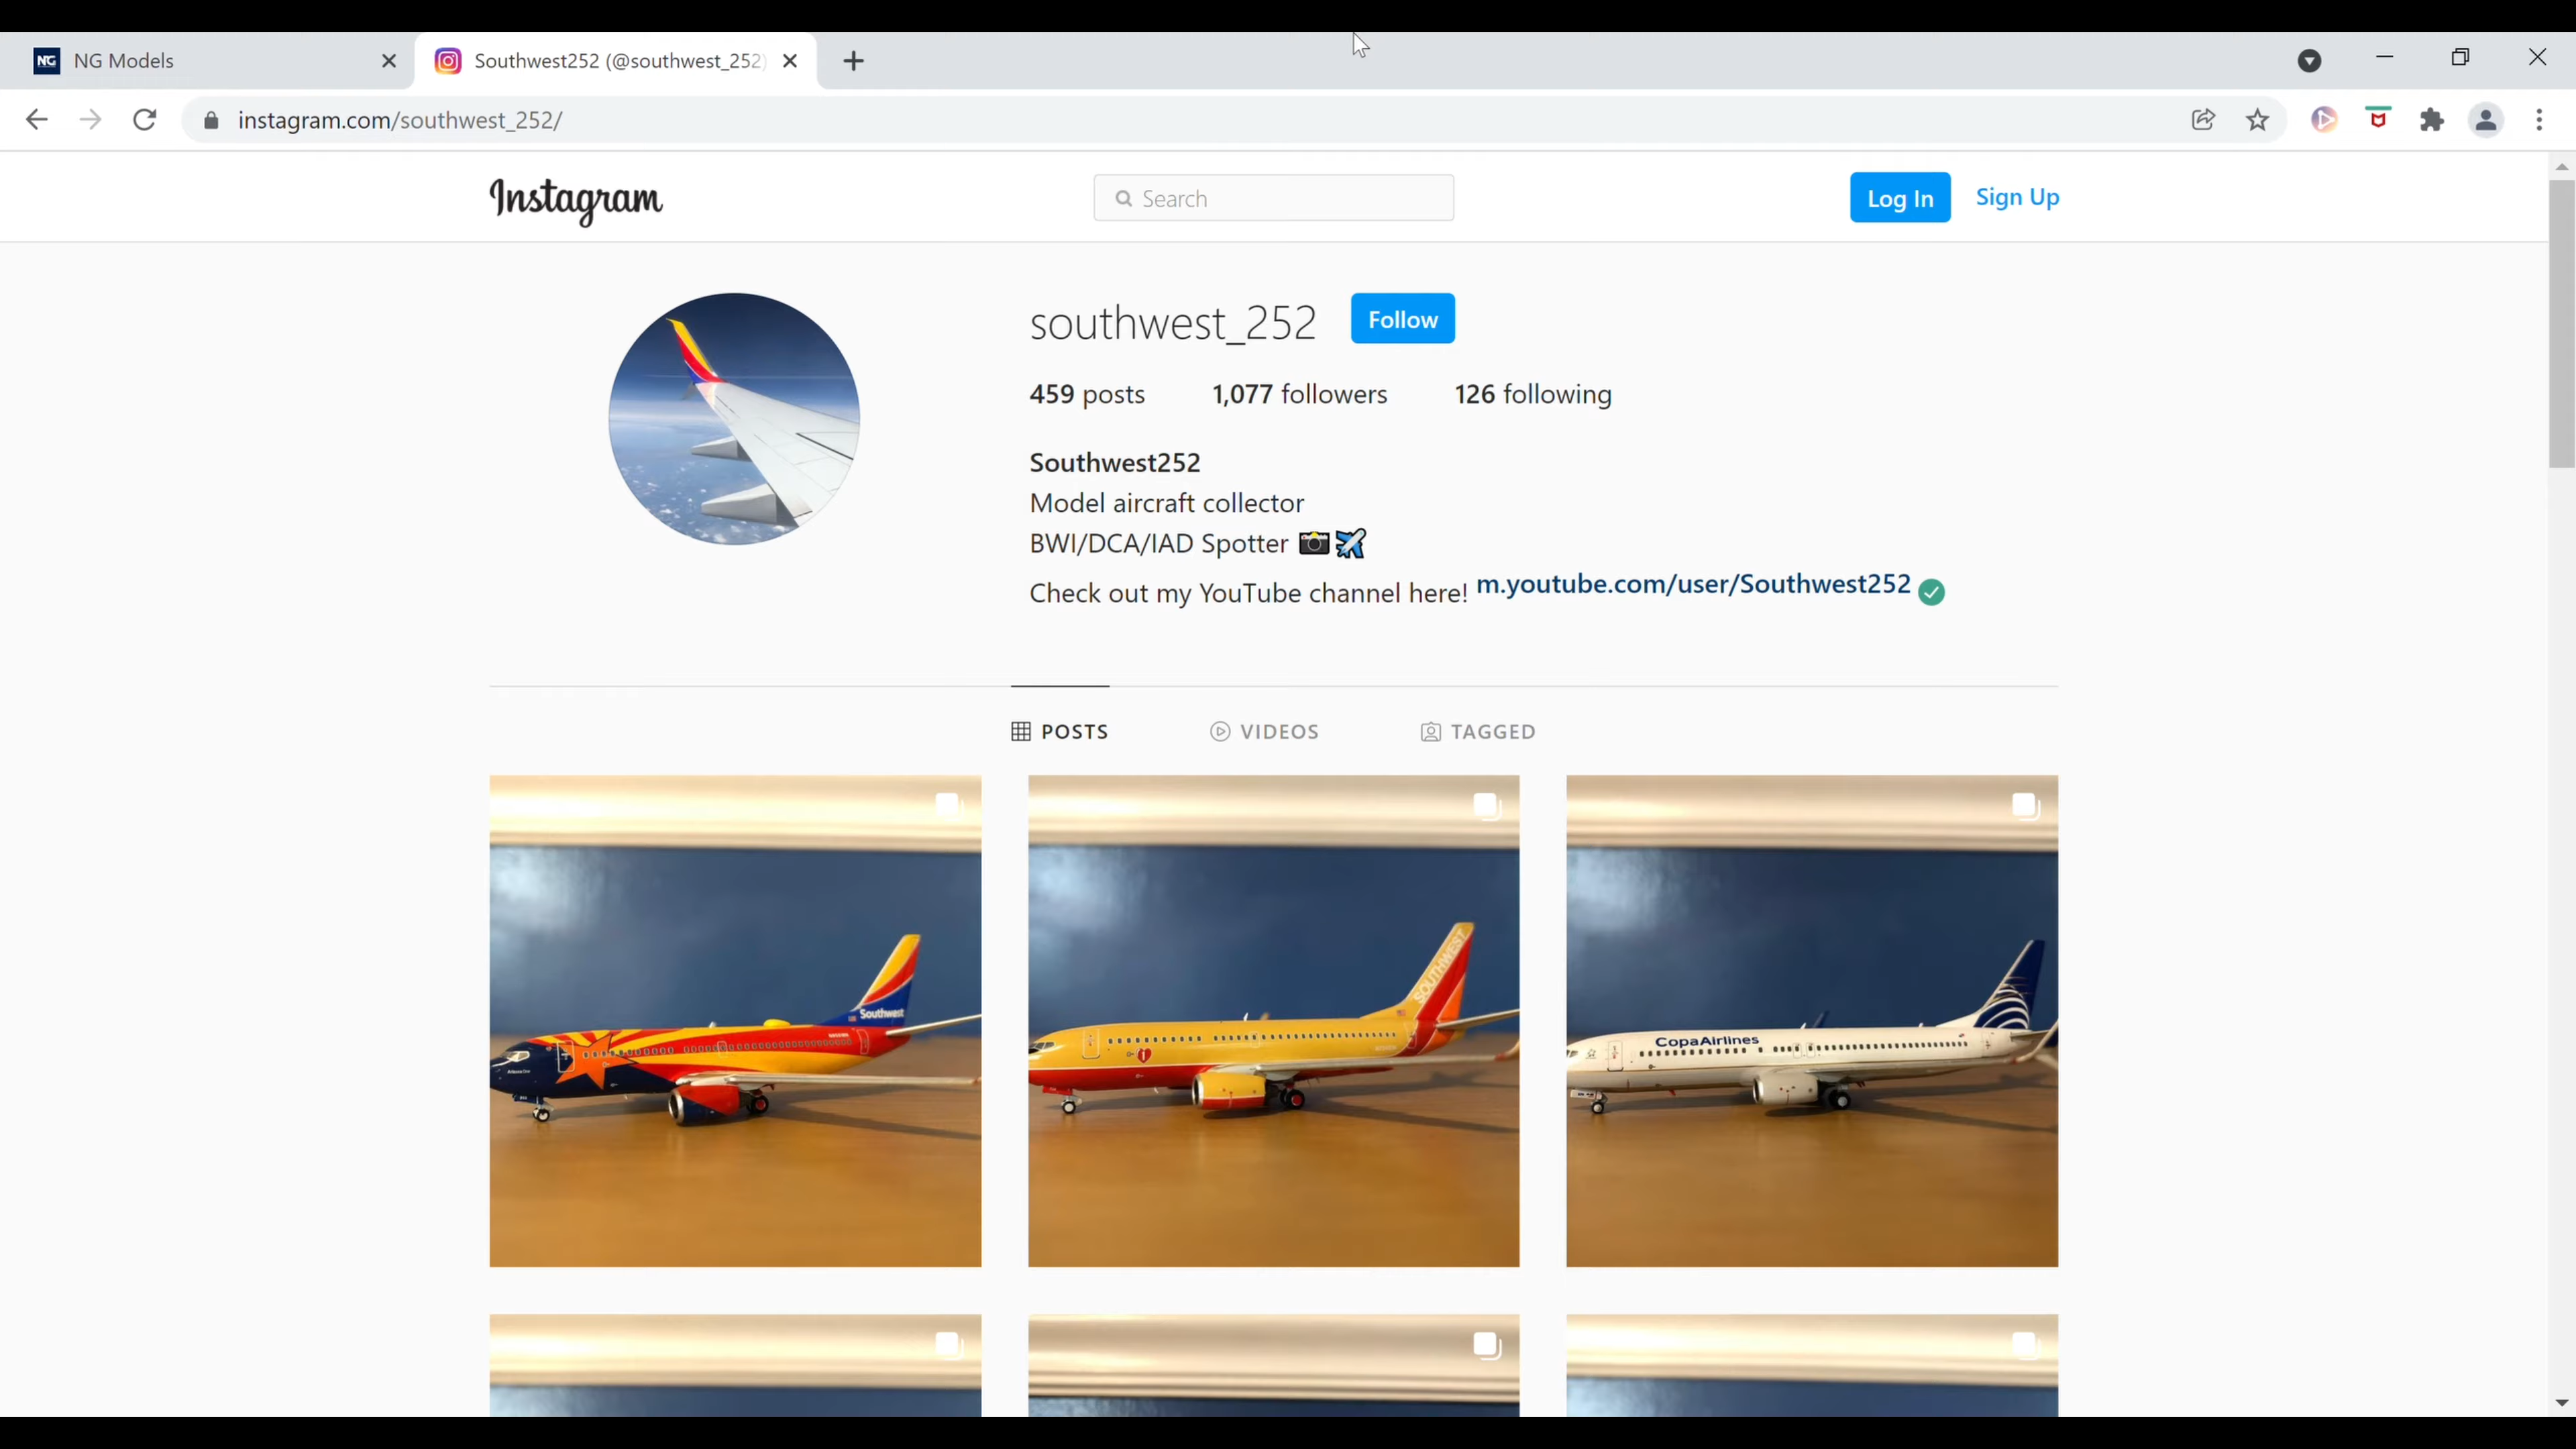 NG NG Models
Southwest252 (@southwest_252)
instagram.com/southwest_252/
Instagram
Search
Log In
Sign Up
southwest_252
Follow
459 posts 1,077 followers 126 following
Southwest252
Model aircraft collector
BWI/DCA/IAD Spotter 📷✈️
Check out my YouTube channel here! m.youtube.com/user/Southwest252
POSTS
VIDEOS
TAGGED
Southwest
SOUTHWEST
CopaAirlines